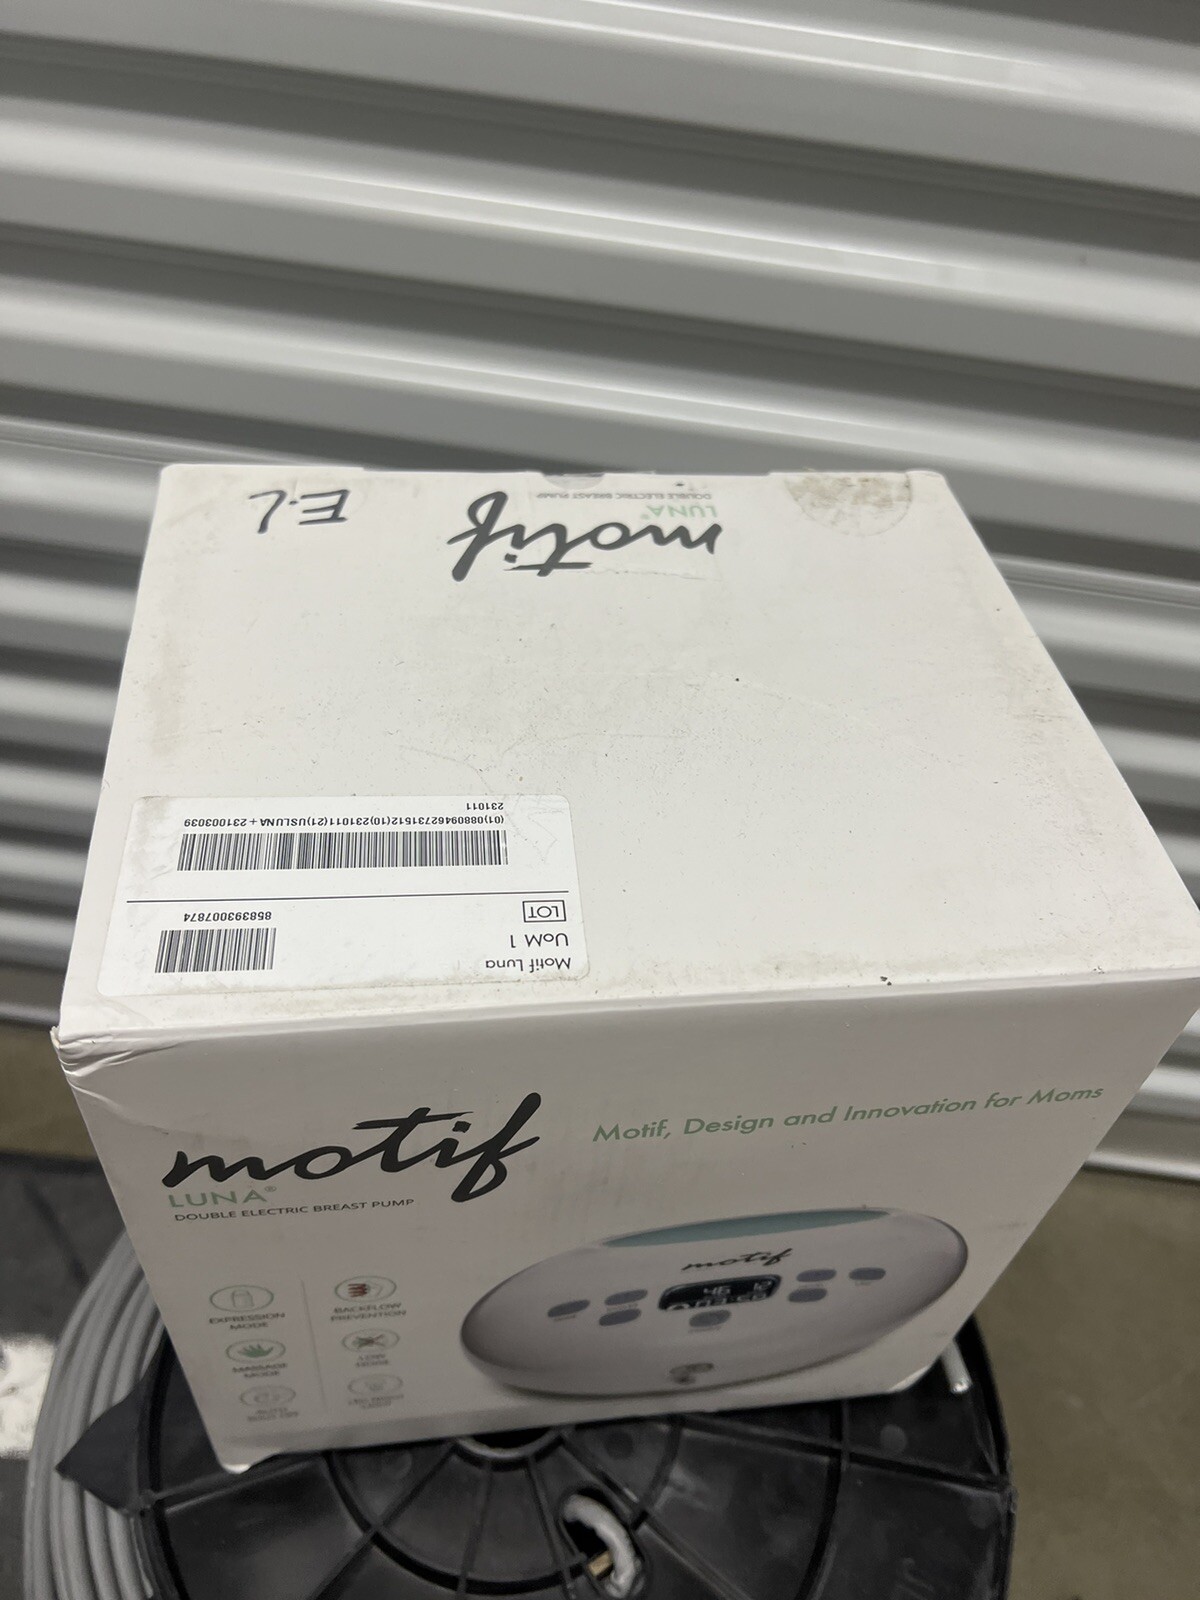 E.L
motif
LUNA®
DOUBLE ELECTRIC BREAST PUMP
Motif Luna
UoM 1
LOT
858393007874
(01)08809462731512(10)231011(21)USLUNA+231003039
231011
motif
LUNA®
DOUBLE ELECTRIC BREAST PUMP
Motif, Design and Innovation for Moms
EXPRESSION
MODE
BACKFLOW
PREVENTION
MASSAGE
MODE
LOW
NOISE
AUTO
motif